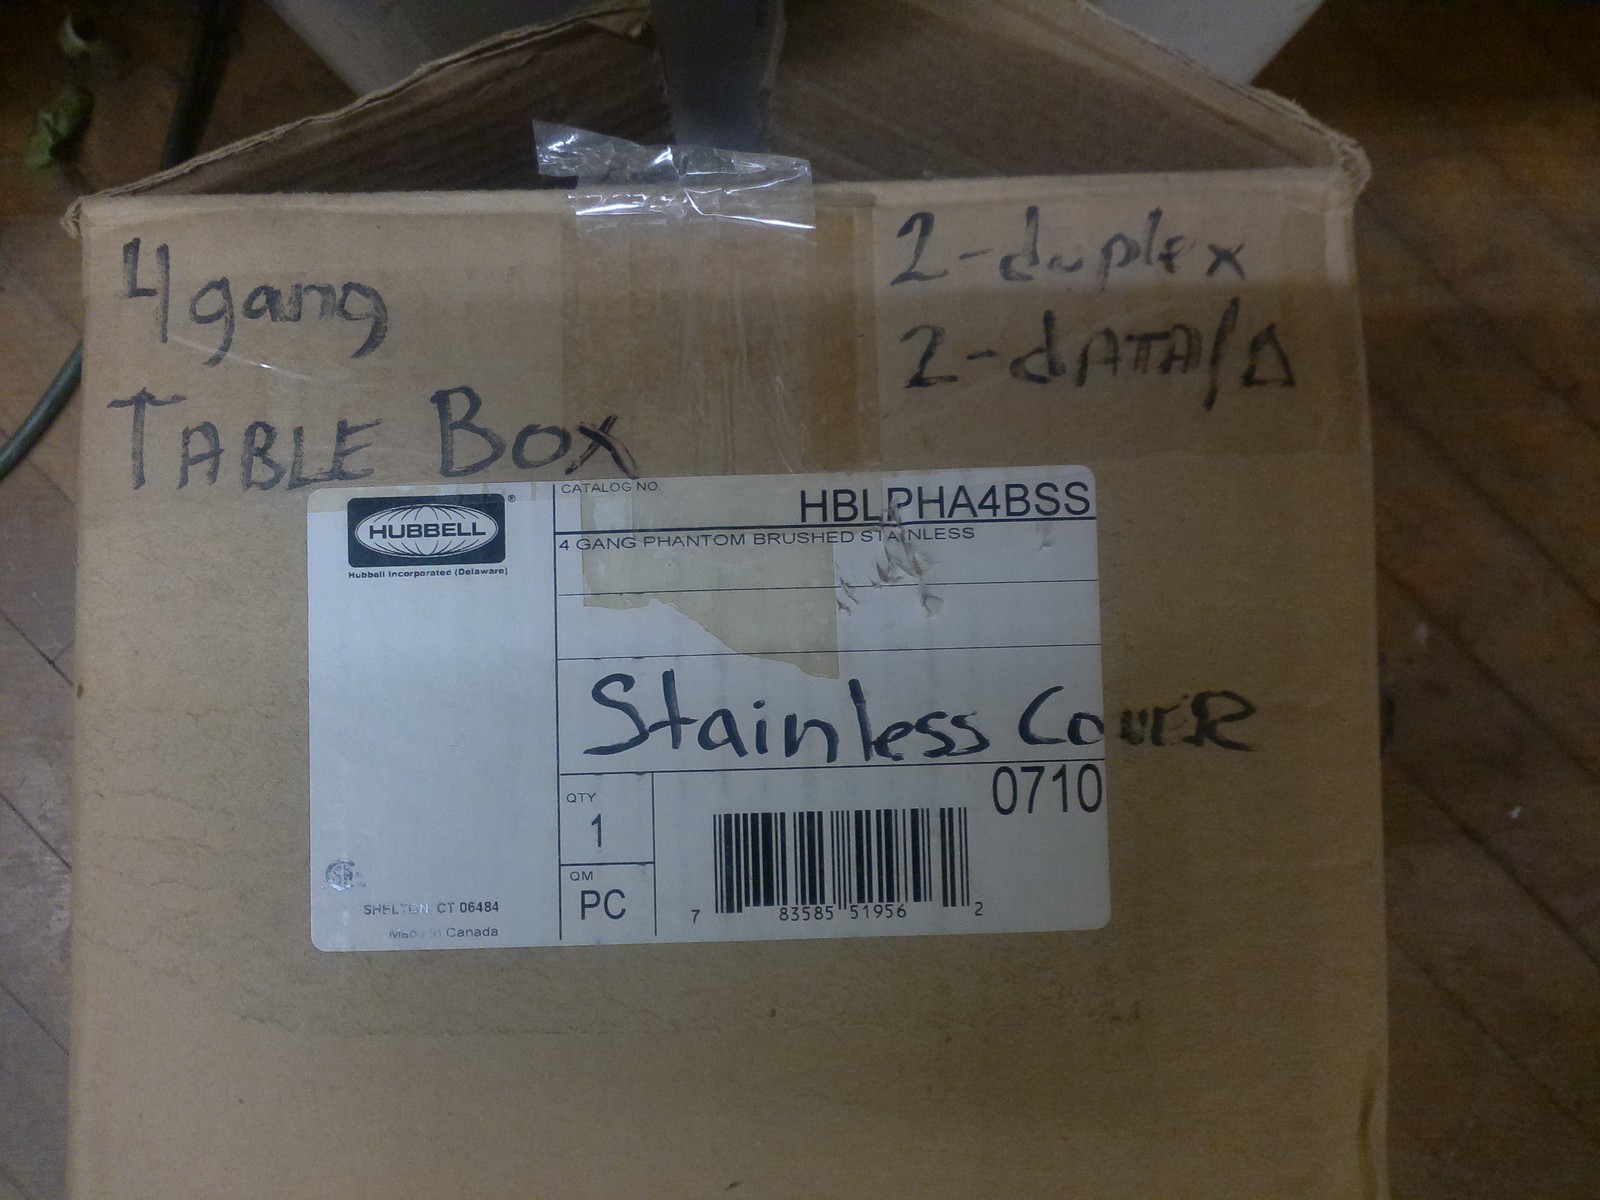 4 gang
TABLE Box
2-duplex
2-dATA/Δ
HUBBELL®
Hubbell Incorporated (Delaware)
CATALOG NO.
HBLPHA4BSS
4 GANG PHANTOM BRUSHED STAINLESS
Stainless COVER
0710
QTY
1
QM
PC
7 83585 51956 2
SHELTON CT 06484
Made in Canada